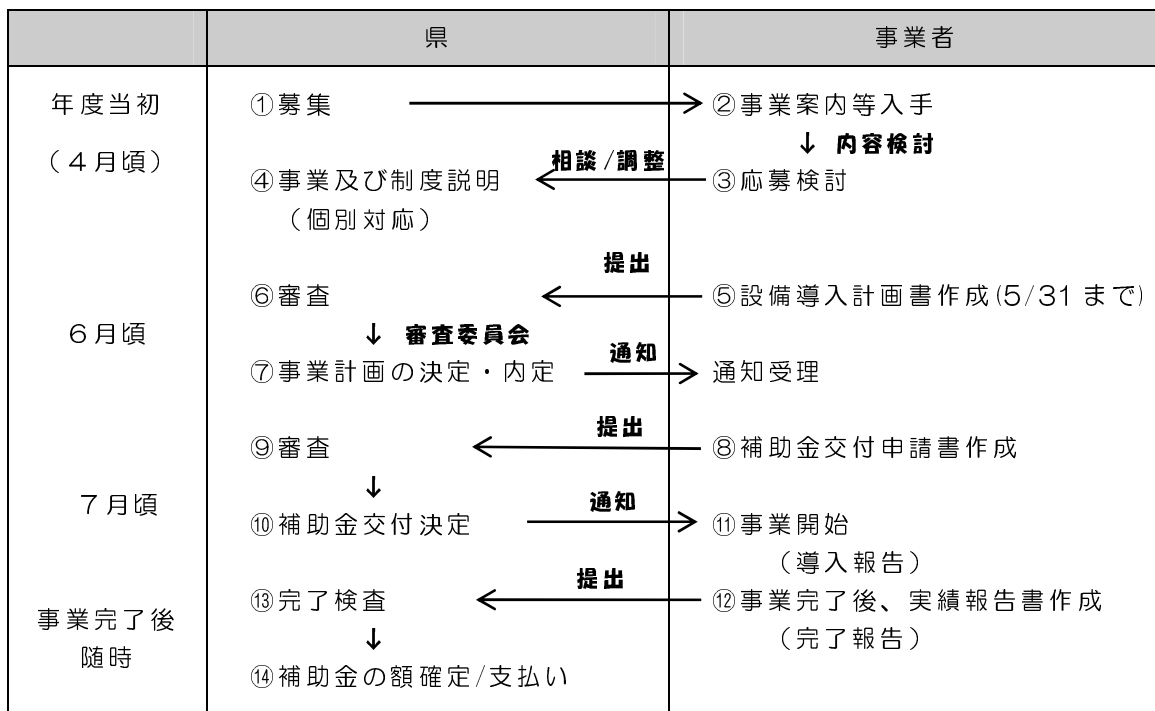 県 事業者
年度当初 ①募集 → ②事業案内等入手
↓ 内容検討
（４月頃） 相談/調整
④事業及び制度説明 ← ③応募検討
（個別対応）
提出
⑥審査 ← ⑤設備導入計画書作成(5/31 まで)
６月頃 ↓ 審査委員会
通知
⑦事業計画の決定・内定 → 通知受理
提出
⑨審査 ← ⑧補助金交付申請書作成
７月頃 ↓
通知
⑩補助金交付決定 → ⑪事業開始
（導入報告）
提出
⑬完了検査 ← ⑫事業完了後、実績報告書作成
事業完了後 ↓ （完了報告）
随時
⑭補助金の額確定/支払い